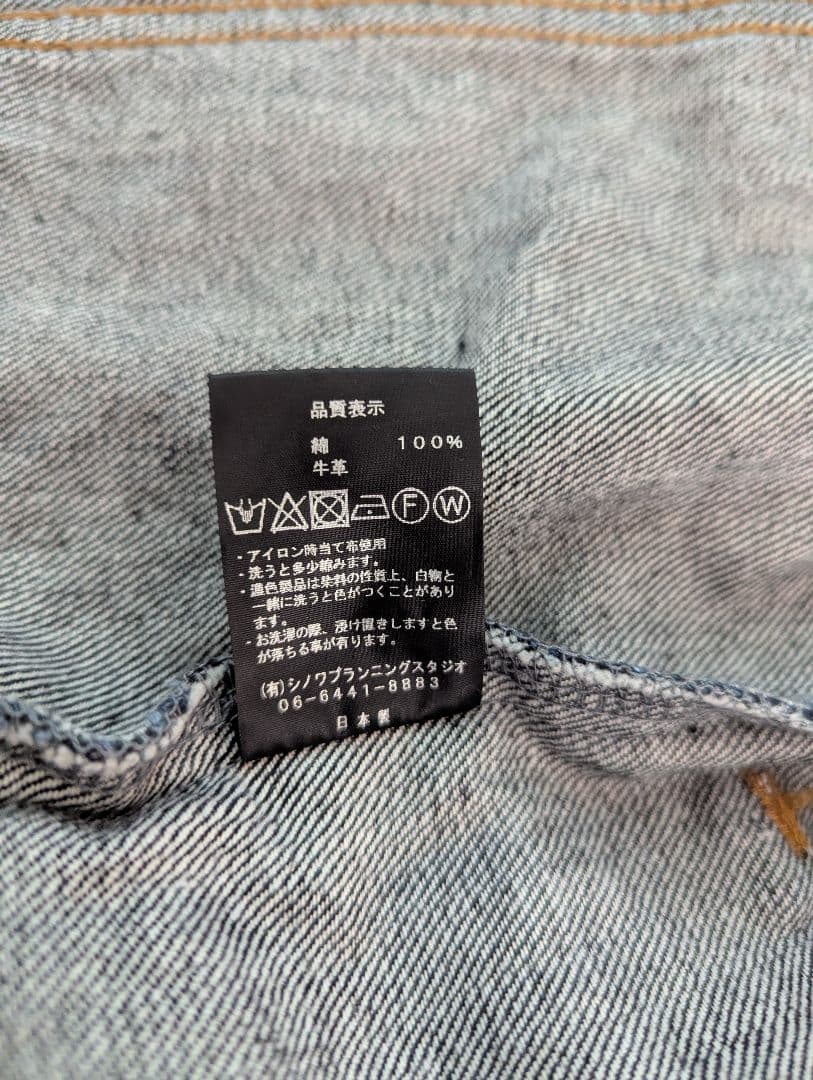 品質表示
綿 100%
牛革
F W
・アイロン時当て布使用
・洗うと多少縮みます。
・濃色製品は染料の性質上、白物と
一緒に洗うと色がつくことがあり
ます。
・お洗濯の際、浸け置きしますと色
が落ちる事が有ります。
(有)シノワプランニングスタジオ
06-6441-8883
日本製